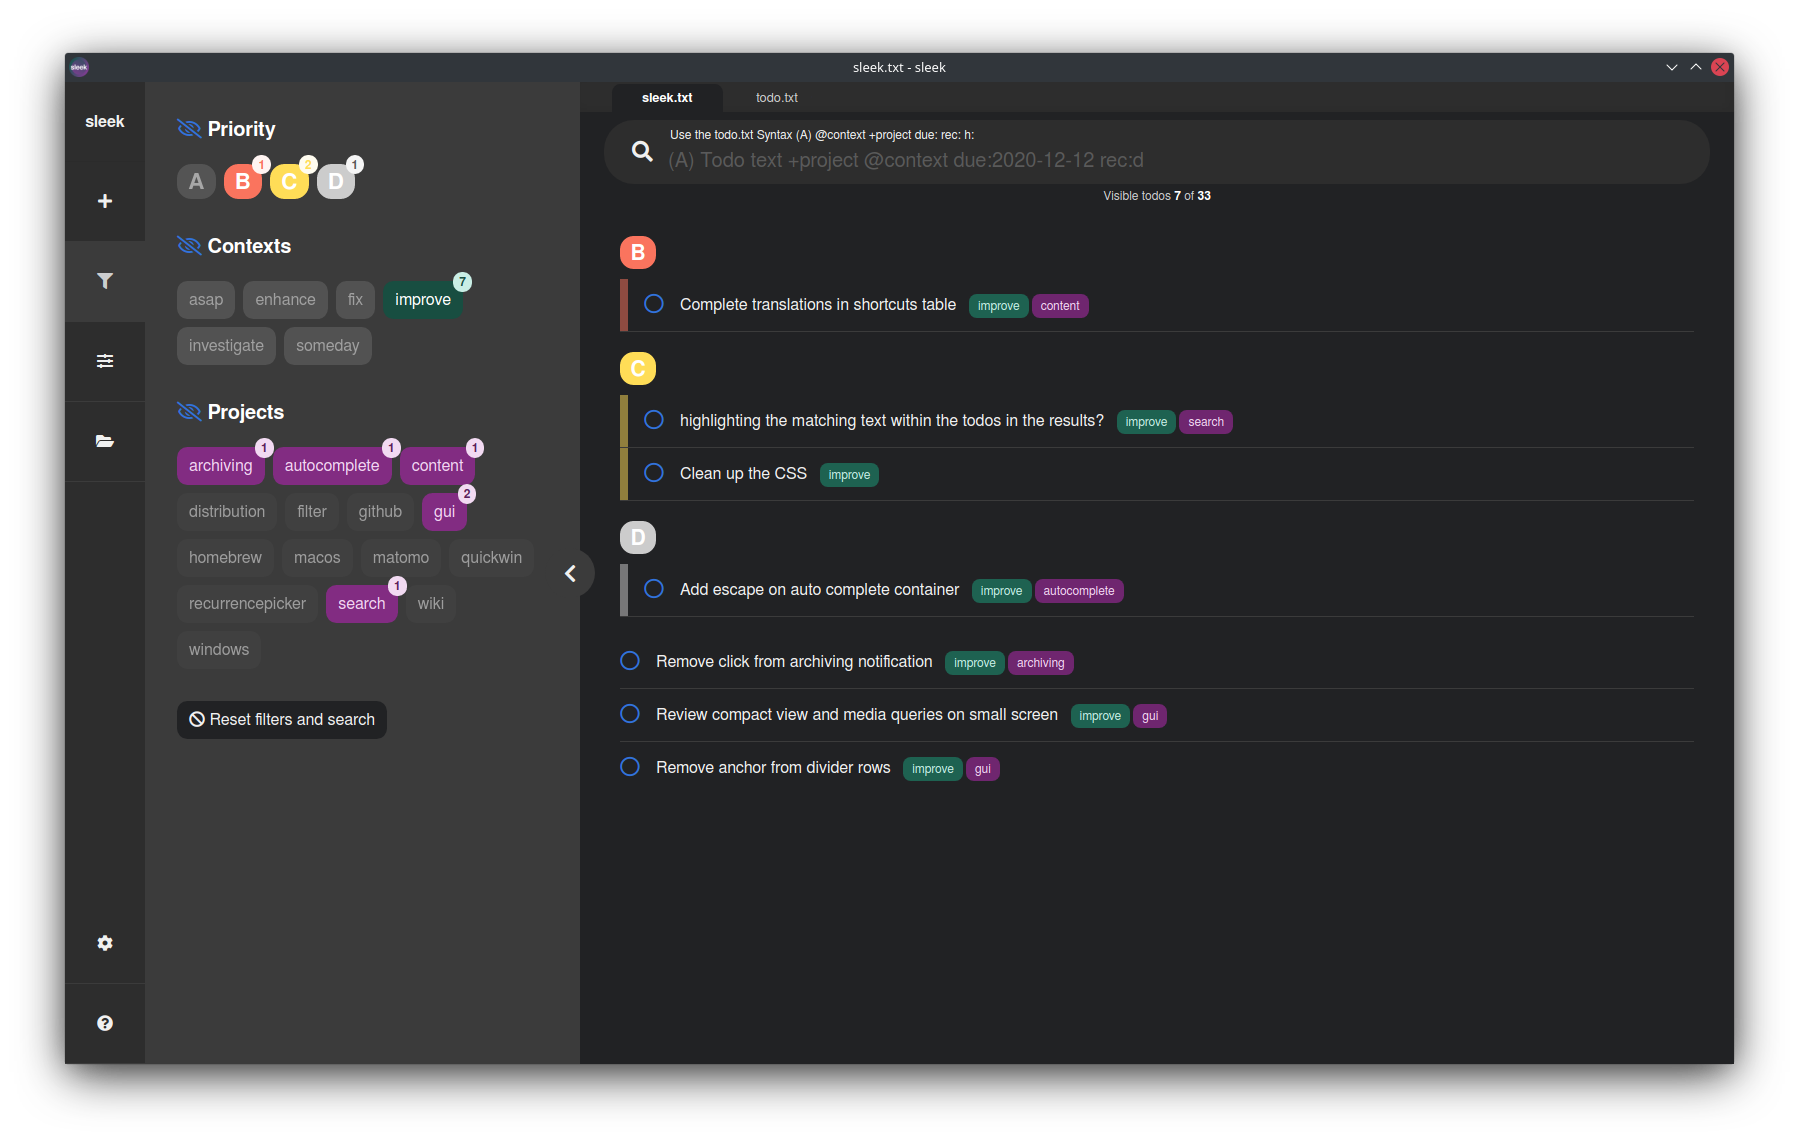 sleek
sleek.txt - sleek
sleek
Priority
A B 1 C 2 D 1
Contexts
asap enhance fix improve 7
investigate someday
Projects
archiving 1 autocomplete 1 content 1
distribution filter github gui 2
homebrew macos matomo quickwin
recurrencepicker search 1 wiki
windows
Reset filters and search
sleek.txt todo.txt
Use the todo.txt Syntax (A) @context +project due: rec: h:
(A) Todo text +project @context due:2020-12-12 rec:d
Visible todos 7 of 33
B
Complete translations in shortcuts table improve content
C
highlighting the matching text within the todos in the results? improve search
Clean up the CSS improve
D
Add escape on auto complete container improve autocomplete
Remove click from archiving notification improve archiving
Review compact view and media queries on small screen improve gui
Remove anchor from divider rows improve gui